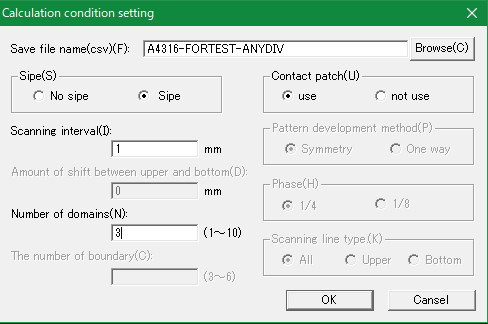 Calculation condition setting
Save file name(csv)(F): A4316-FORTEST-ANYDIV Browse(C)
Sipe(S)
No sipe Sipe
Contact patch(U)
use not use
Scanning interval(I):
1 mm
Pattern development method(P)
Symmetry One way
Amount of shift between upper and bottom(D):
0 mm
Phase(H)
1/4 1/8
Number of domains(N):
3 (1~10)
Scanning line type.(K)
All Upper Bottom
The number of boundary(C):
(3~6)
OK Cansel